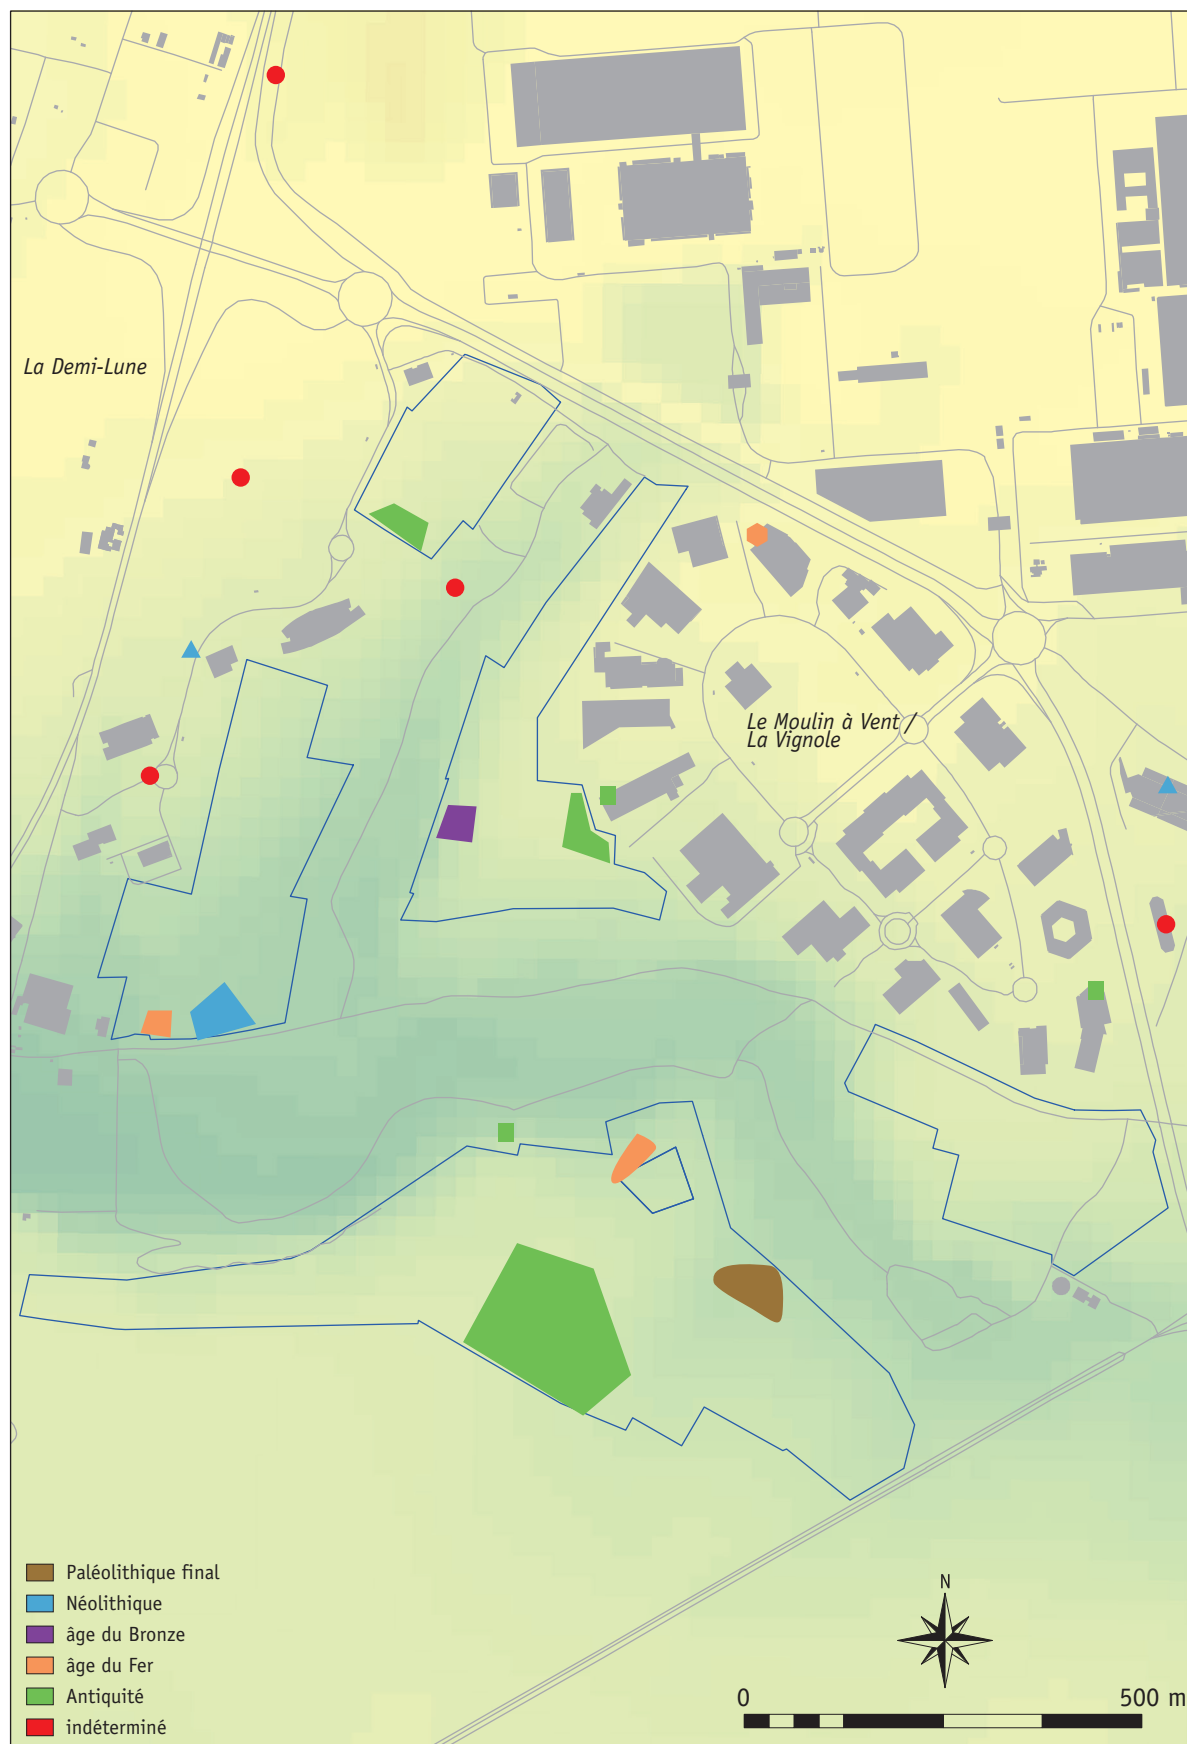 La Demi-Lune
Le Moulin à Vent /
La Vignole
Paléolithique final
Néolithique
âge du Bronze
âge du Fer
Antiquité
indéterminé
N
0 500 m